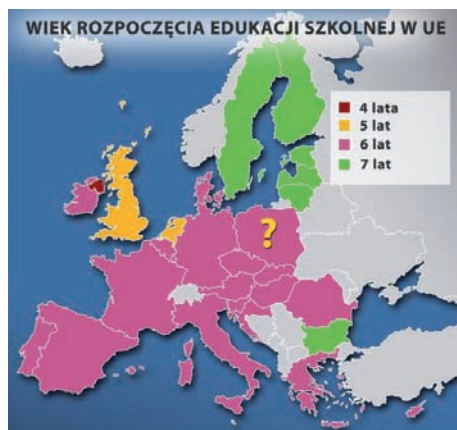 WIEK ROZPOCZĘCIA EDUKACJI SZKOLNEJ W UE
4 lata
5 lat
6 lat
7 lat
?